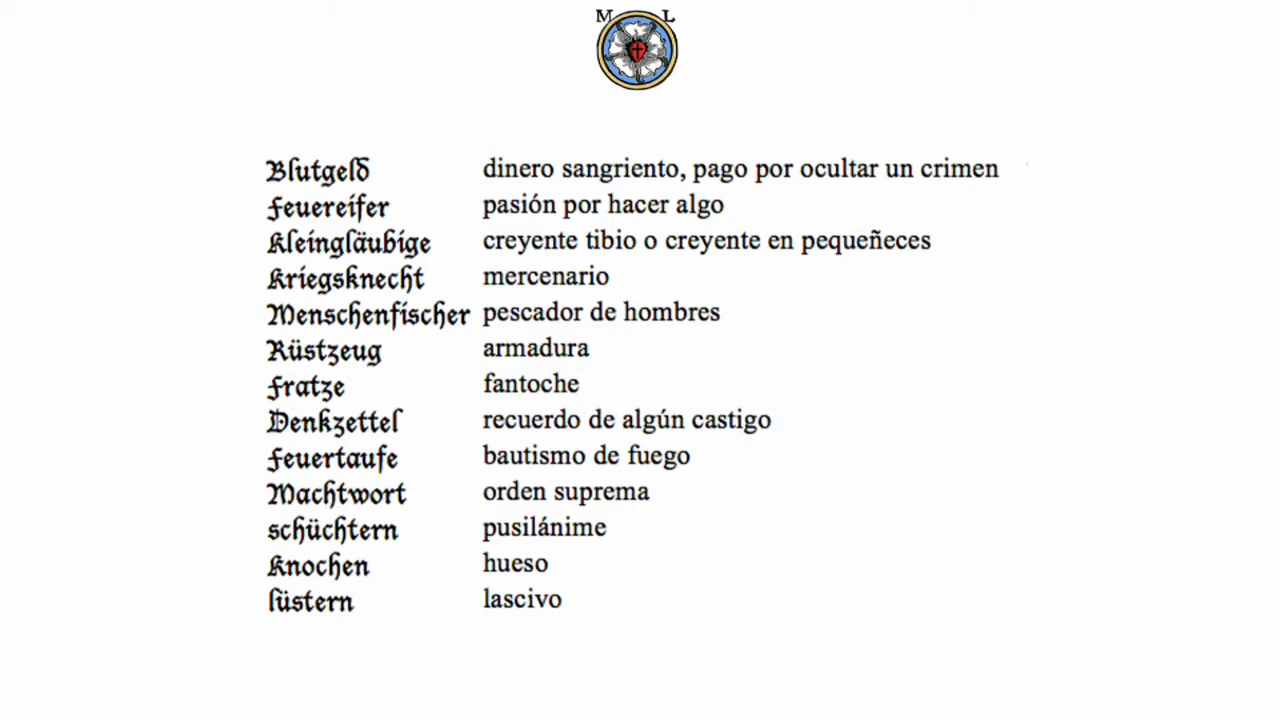 M L
Blutgeld dinero sangriento, pago por ocultar un crimen
Feuereifer pasión por hacer algo
Kleingläubige creyente tibio o creyente en pequeñeces
Kriegsknecht mercenario
Menschenfischer pescador de hombres
Rüstzeug armadura
Fratze fantoche
Denkzettel recuerdo de algún castigo
Feuertaufe bautismo de fuego
Machtwort orden suprema
schüchtern pusilánime
Knochen hueso
lüstern lascivo